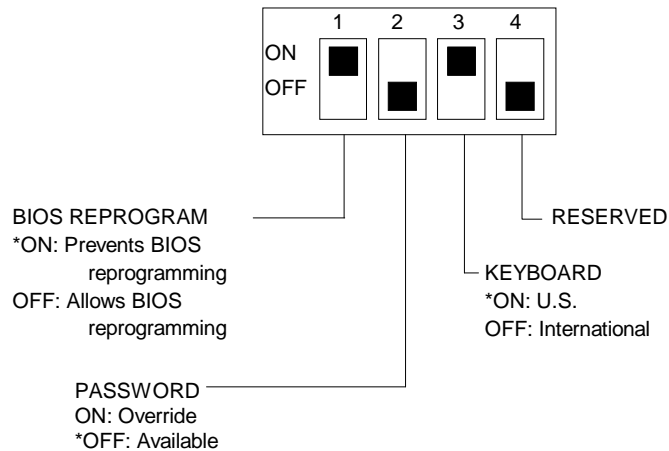 1 2 3 4
ON
OFF
BIOS REPROGRAM
*ON: Prevents BIOS
reprogramming
OFF: Allows BIOS
reprogramming
RESERVED
KEYBOARD
*ON: U.S.
OFF: International
PASSWORD
ON: Override
*OFF: Available